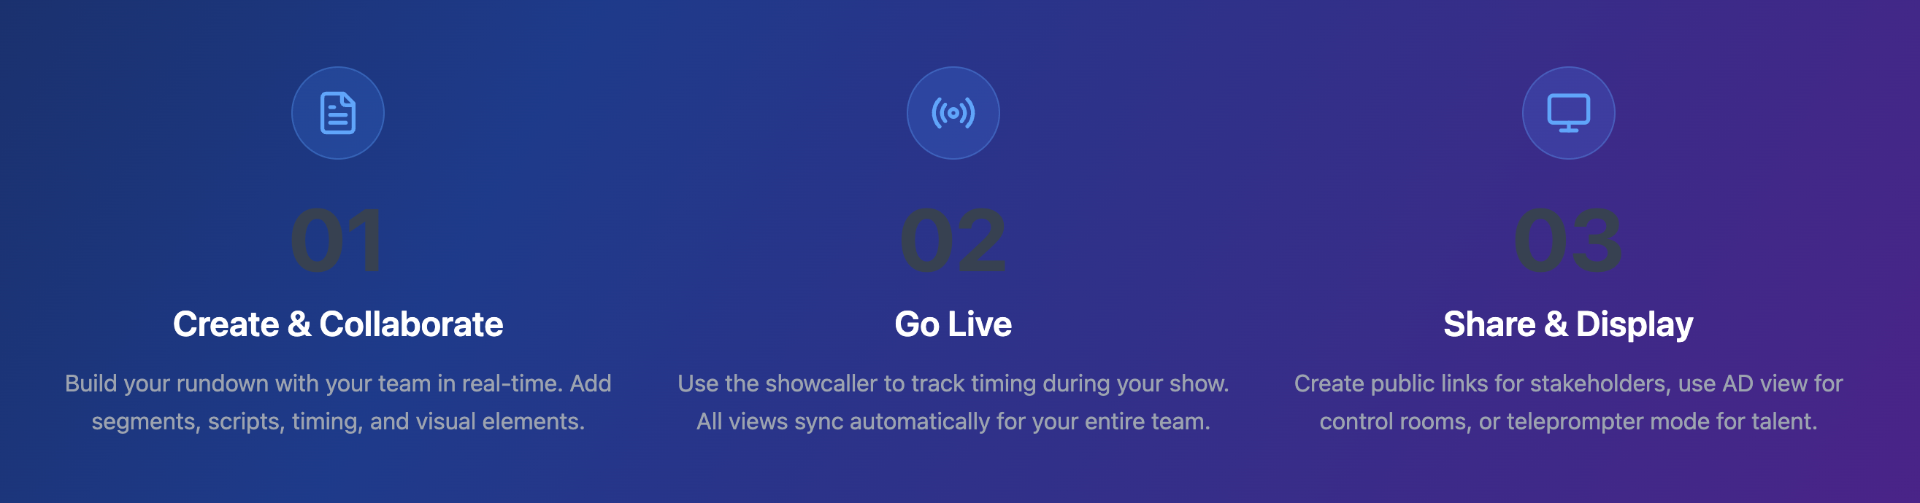 01
Create & Collaborate
Build your rundown with your team in real-time. Add
segments, scripts, timing, and visual elements.
02
Go Live
Use the showcaller to track timing during your show.
All views sync automatically for your entire team.
03
Share & Display
Create public links for stakeholders, use AD view for
control rooms, or teleprompter mode for talent.